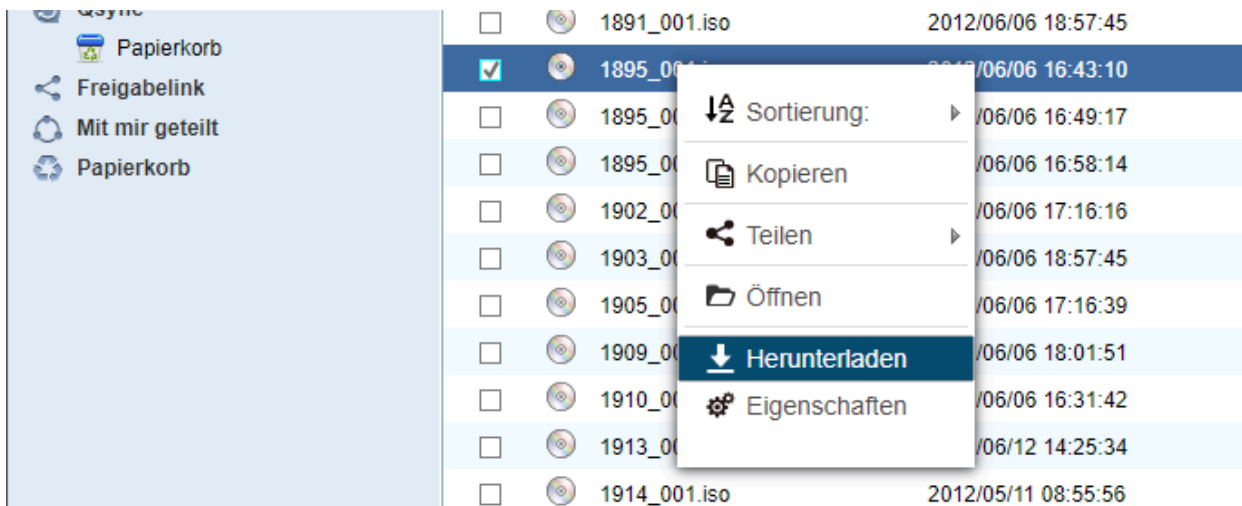 Qsync
Papierkorb
Freigabelink
Mit mir geteilt
Papierkorb
1891_001.iso 2012/06/06 18:57:45
1895_00 /06/06 16:43:10
1895_00 /06/06 16:49:17
1895_00 /06/06 16:58:14
1902_00 /06/06 17:16:16
1903_00 /06/06 18:57:45
1905_00 /06/06 17:16:39
1909_00 /06/06 18:01:51
1910_00 /06/06 16:31:42
1913_00 /06/12 14:25:34
1914_001.iso 2012/05/11 08:55:56
Sortierung:
Kopieren
Teilen
Öffnen
Herunterladen
Eigenschaften